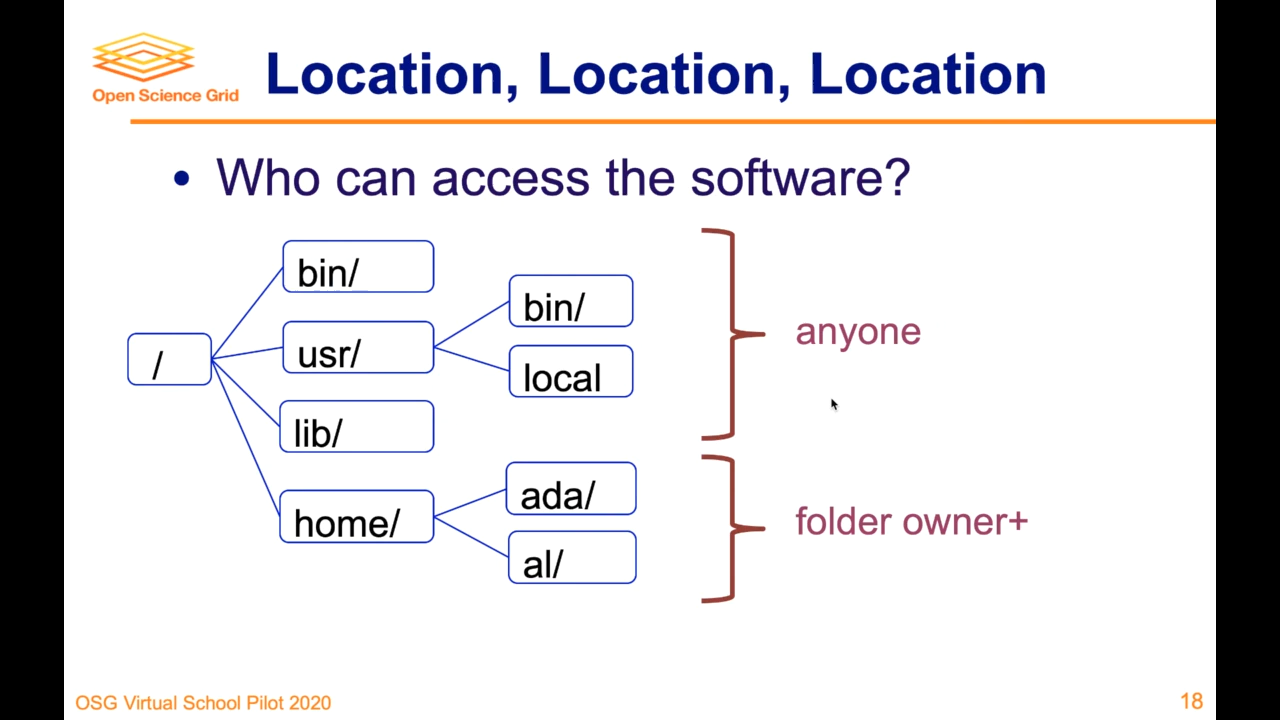 Open Science Grid
Location, Location, Location
• Who can access the software?
bin/
bin/
/
usr/
anyone
local
lib/
ada/
home/
folder owner+
al/
OSG Virtual School Pilot 2020
18